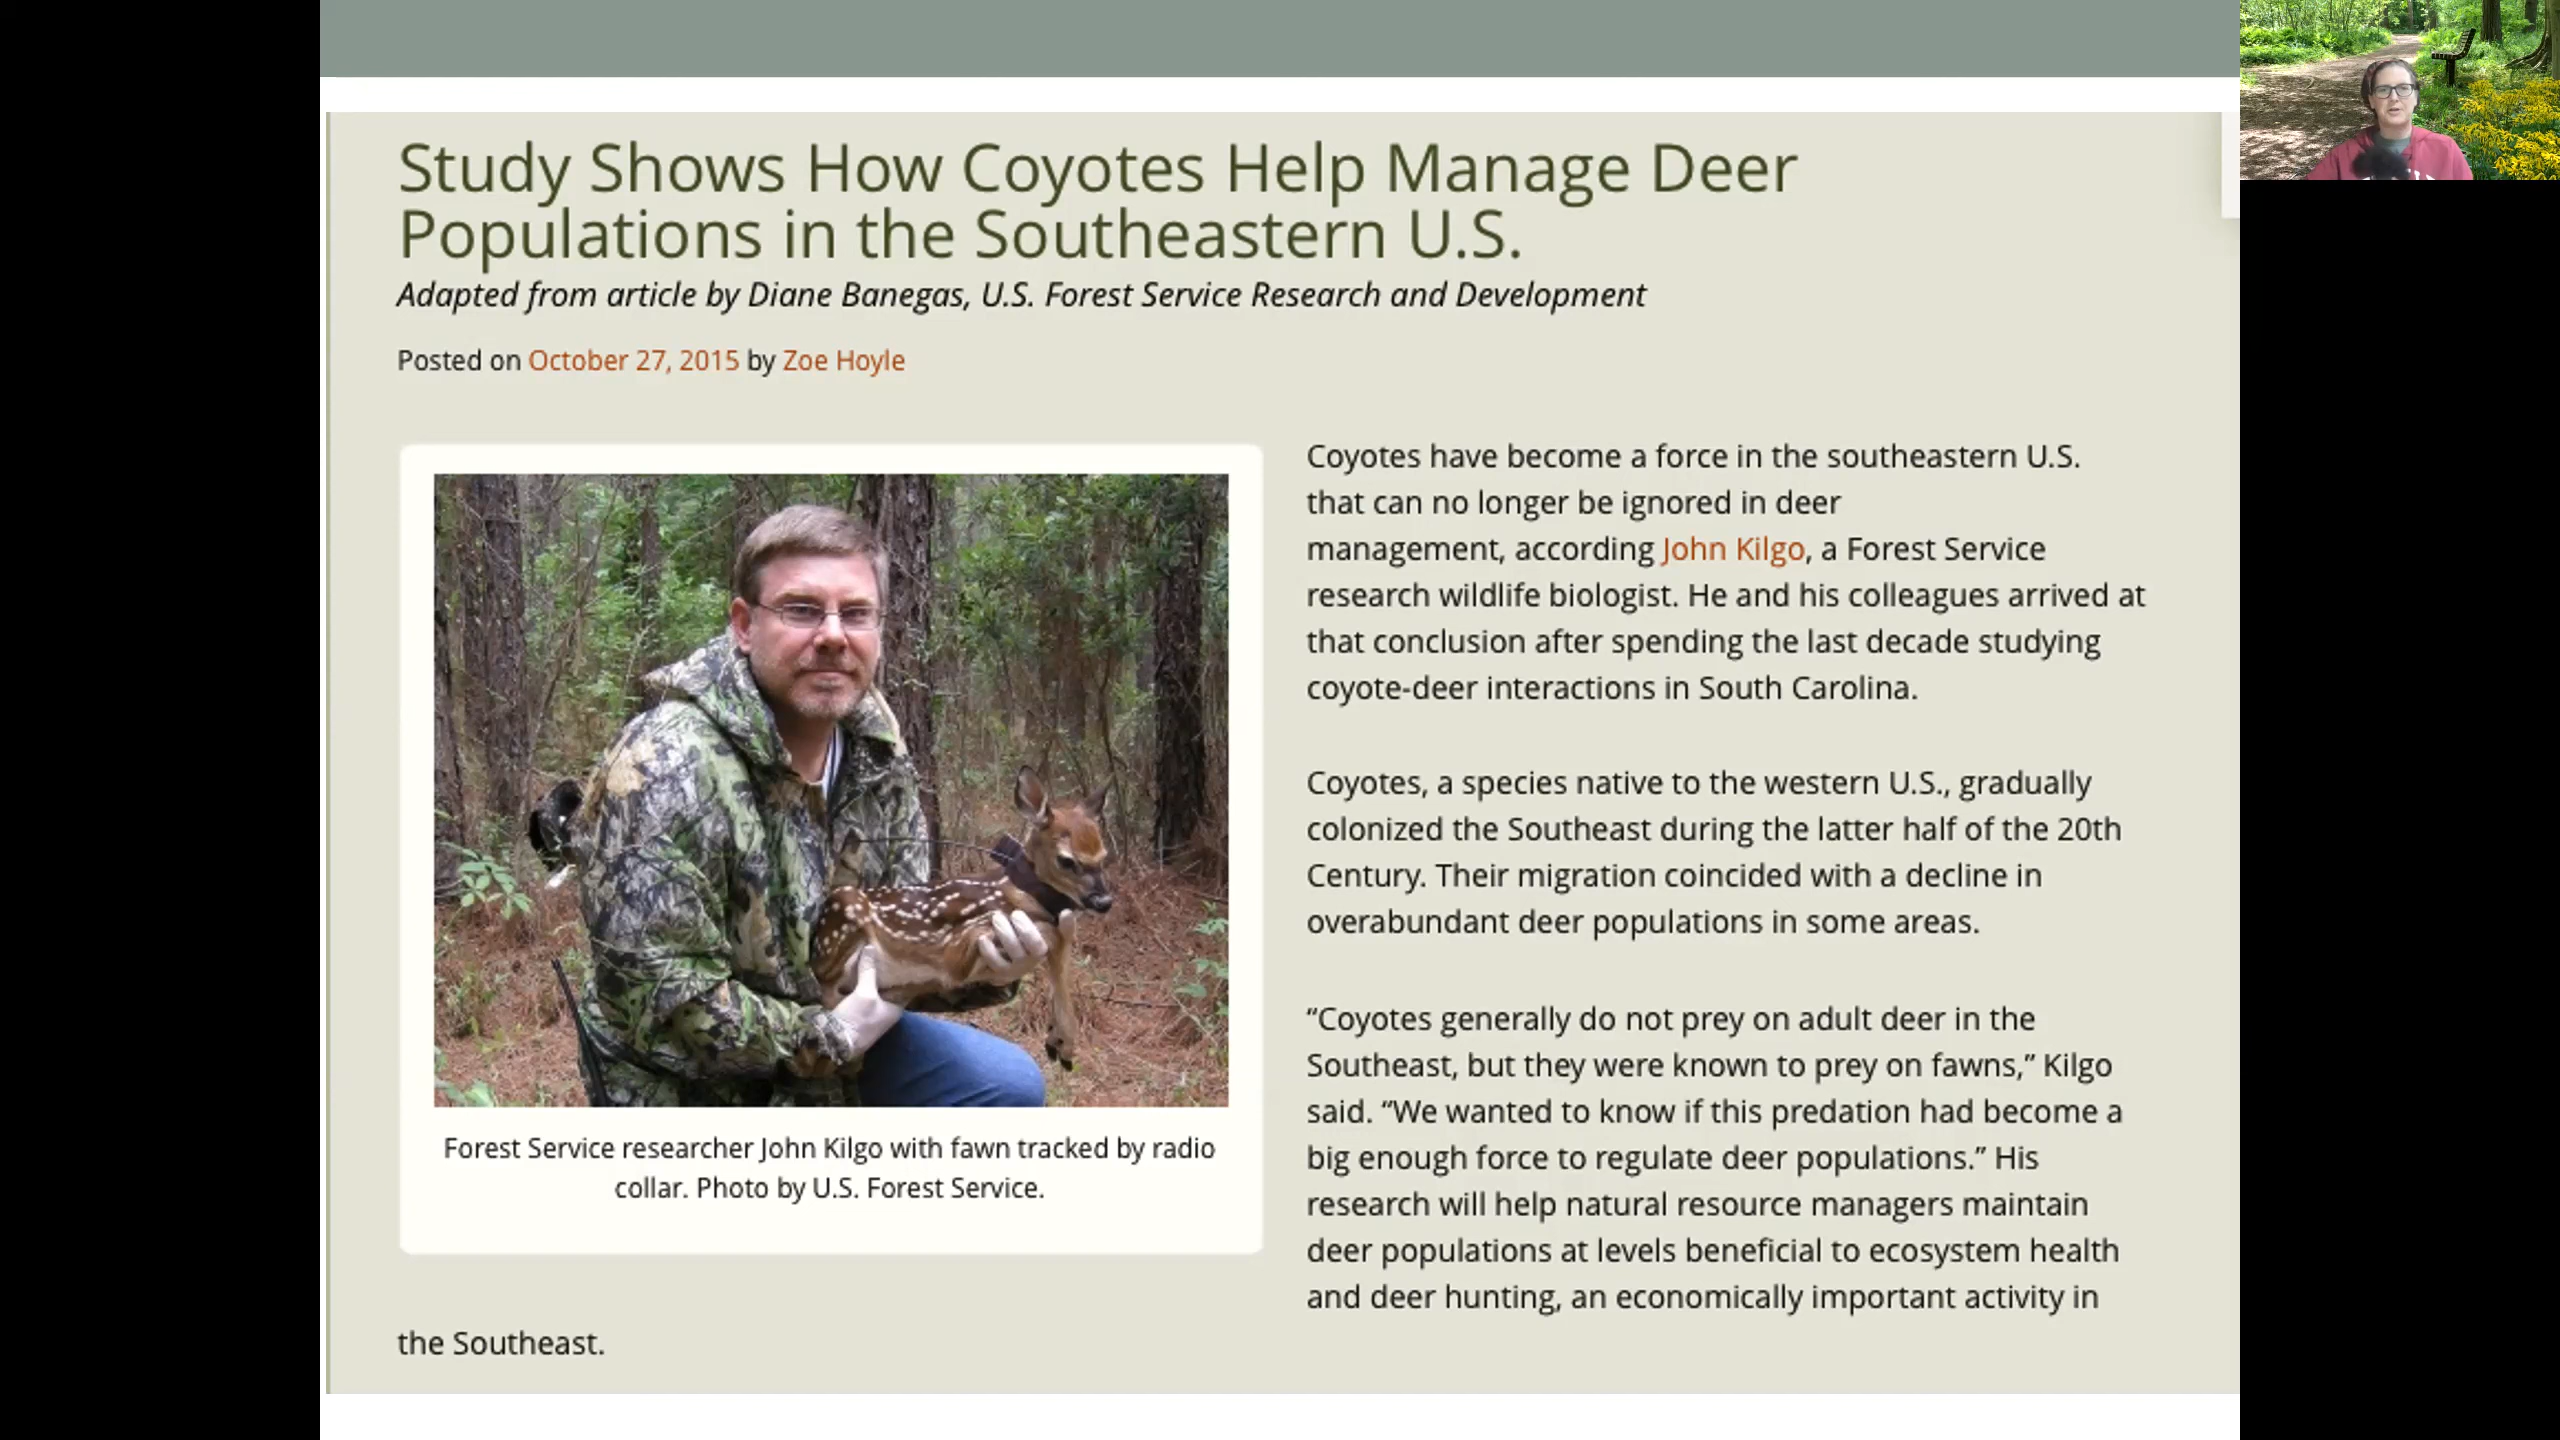 Study Shows How Coyotes Help Manage Deer
Populations in the Southeastern U.S.
Adapted from article by Diane Banegas, U.S. Forest Service Research and Development
Posted on October 27, 2015 by Zoe Hoyle
Forest Service researcher John Kilgo with fawn tracked by radio
collar. Photo by U.S. Forest Service.
Coyotes have become a force in the southeastern U.S.
that can no longer be ignored in deer
management, according John Kilgo, a Forest Service
research wildlife biologist. He and his colleagues arrived at
that conclusion after spending the last decade studying
coyote-deer interactions in South Carolina.
Coyotes, a species native to the western U.S., gradually
colonized the Southeast during the latter half of the 20th
Century. Their migration coincided with a decline in
overabundant deer populations in some areas.
“Coyotes generally do not prey on adult deer in the
Southeast, but they were known to prey on fawns,” Kilgo
said. “We wanted to know if this predation had become a
big enough force to regulate deer populations.” His
research will help natural resource managers maintain
deer populations at levels beneficial to ecosystem health
and deer hunting, an economically important activity in
the Southeast.